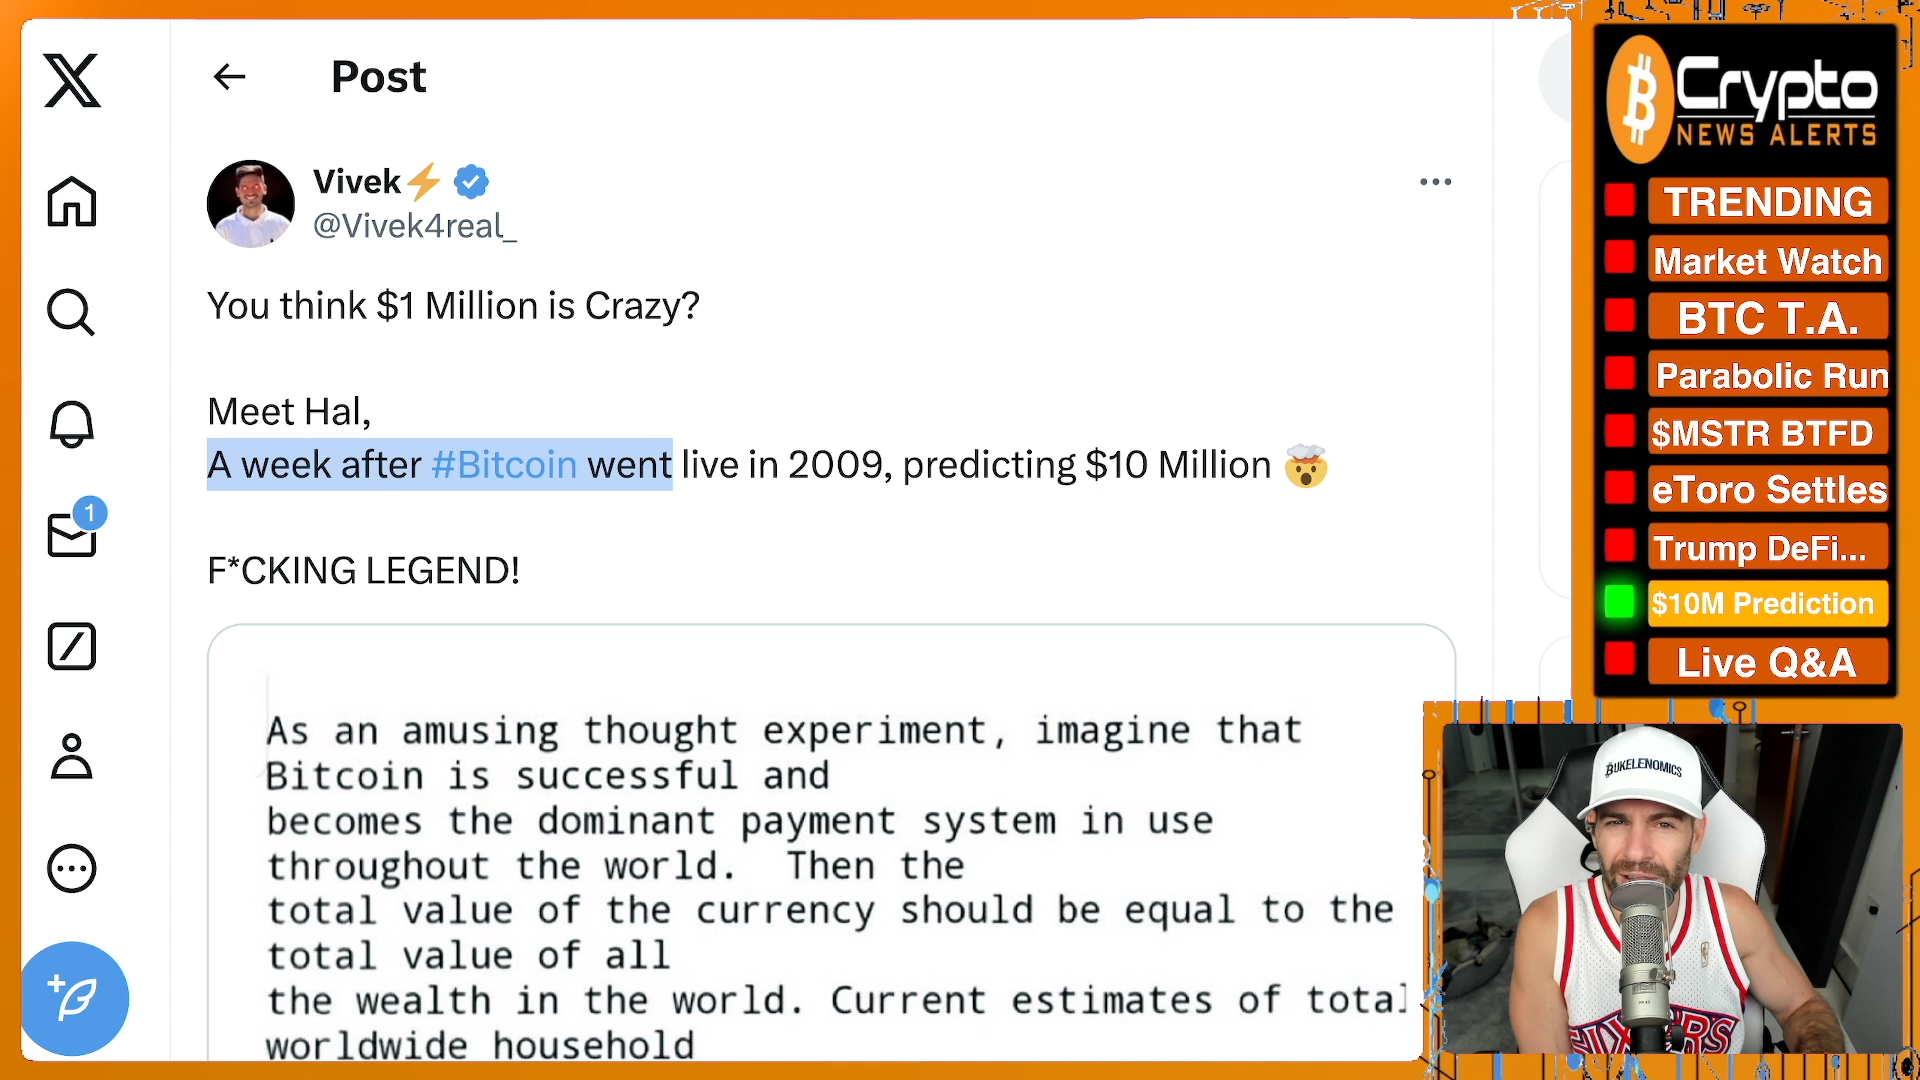 Post
Vivek⚡
@Vivek4real_
You think $1 Million is Crazy?
Meet Hal,
A week after #Bitcoin went live in 2009, predicting $10 Million 🤯
F*CKING LEGEND!
As an amusing thought experiment, imagine that
Bitcoin is successful and
becomes the dominant payment system in use
throughout the world. Then the
total value of the currency should be equal to the
total value of all
the wealth in the world. Current estimates of total
worldwide household
1
Crypto
NEWS ALERTS
TRENDING
Market Watch
BTC T.A.
Parabolic Run
$MSTR BTFD
eToro Settles
Trump DeFi...
$10M Prediction
Live Q&A
BUKELENOMICS
SIXERS